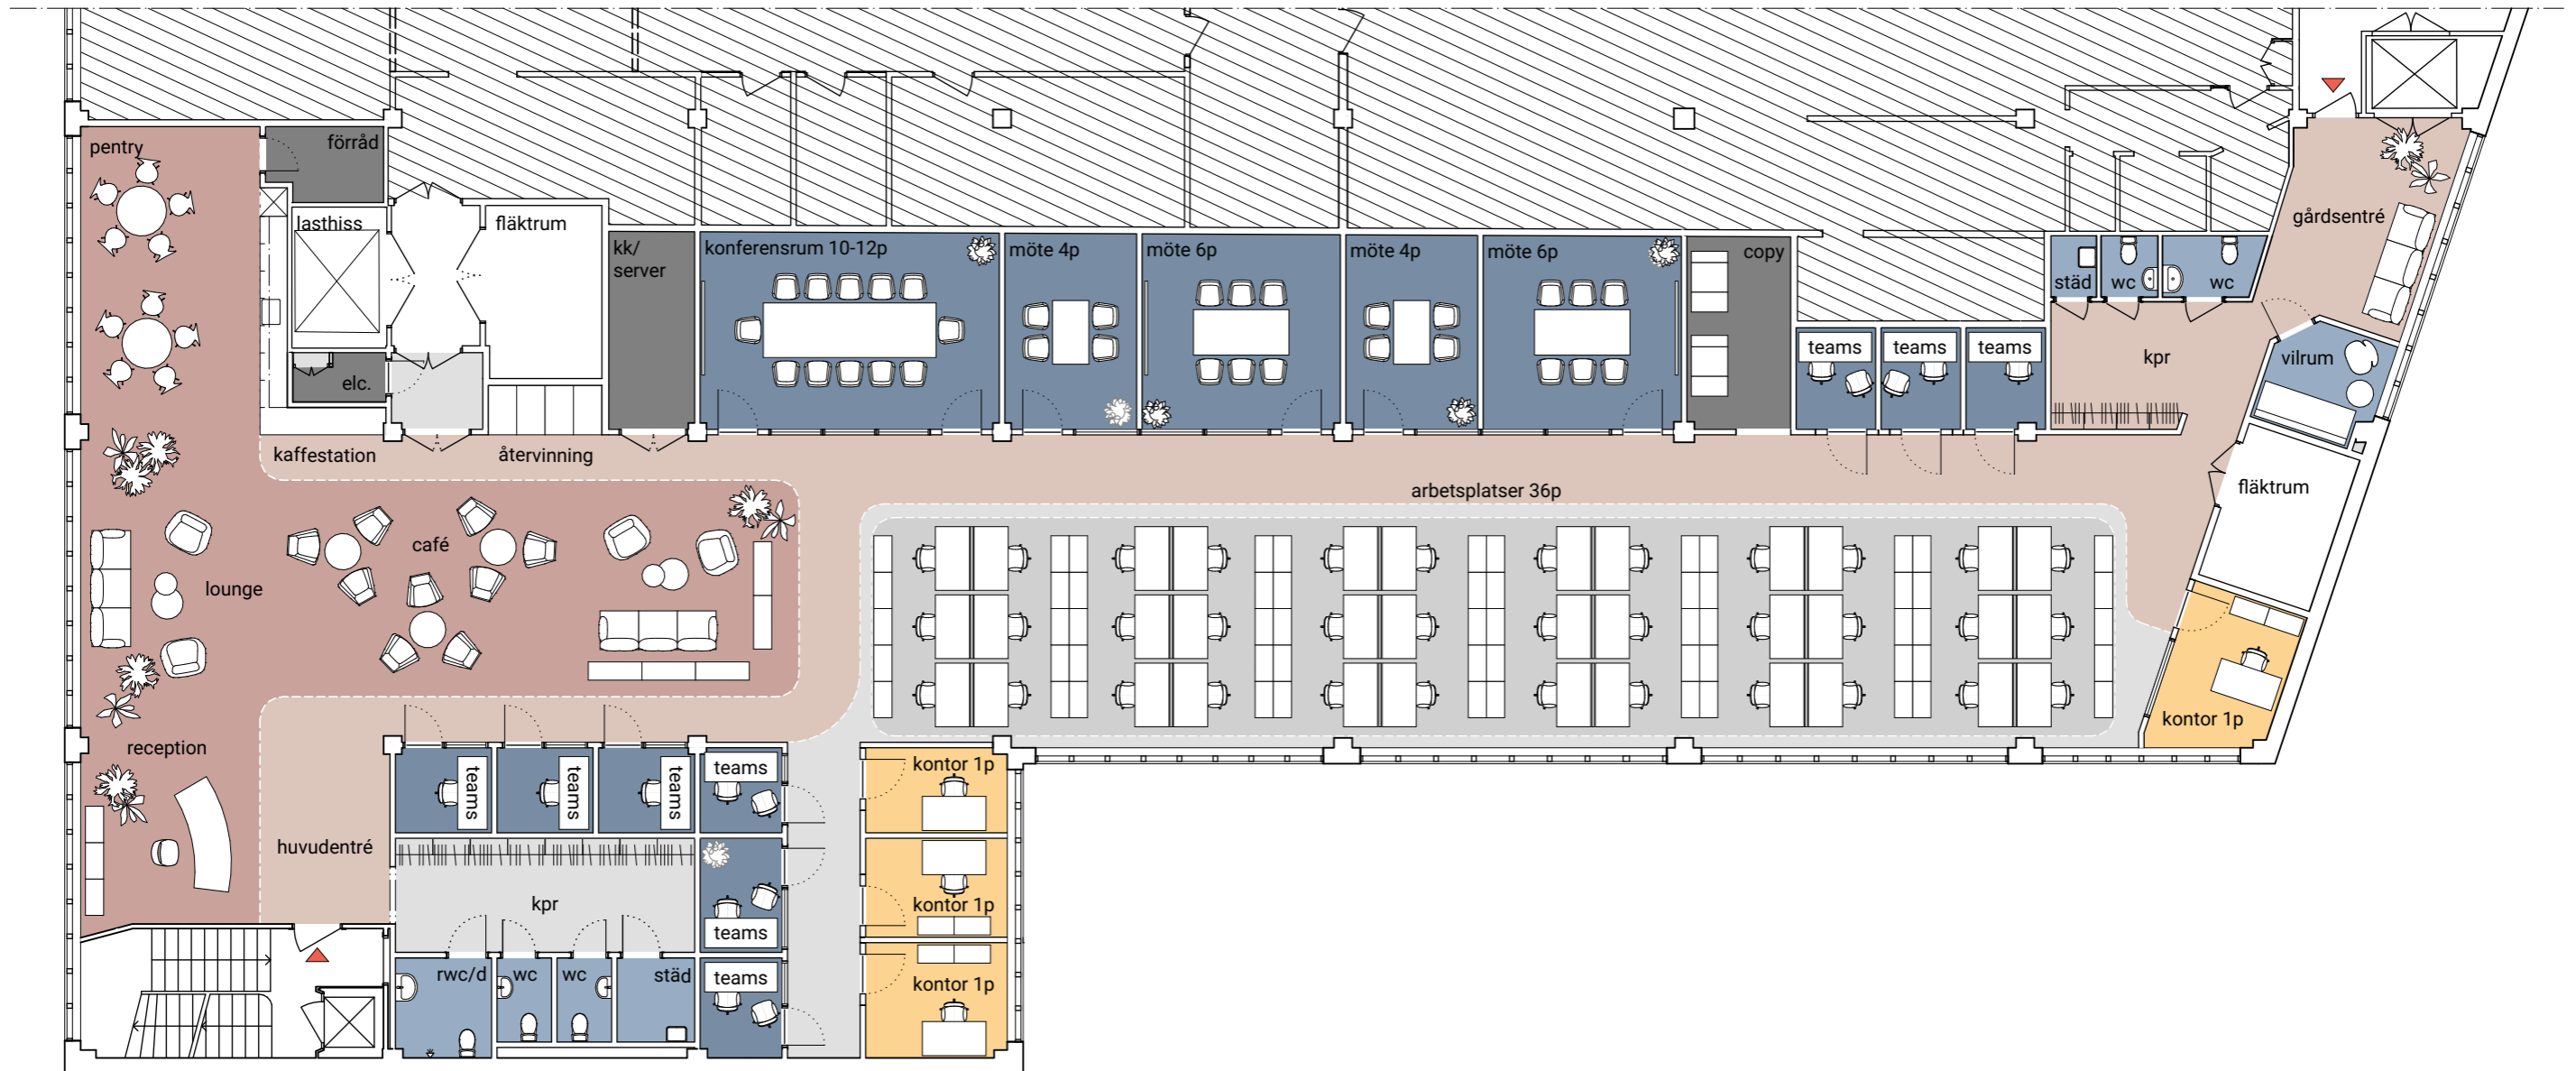 pentry
förråd
lasthiss
fläktrum
kk/
server
konferensrum 10-12p
möte 4p
möte 6p
möte 4p
möte 6p
copy
städ
wc
wc
gårdsentré
elc.
teams
teams
teams
kpr
vilrum
kaffestation
återvinning
arbetsplatser 36p
fläktrum
café
lounge
kontor 1p
reception
teams
teams
teams
teams
kontor 1p
huvudentré
kpr
teams
kontor 1p
rwc/d
wc
wc
städ
teams
kontor 1p